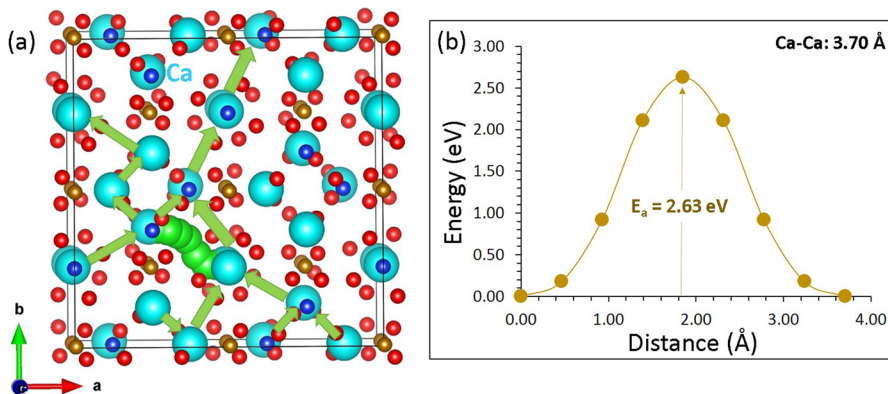 (a)
Ca
b
a
(b)
Ca-Ca: 3.70 Å
Energy (eV)
3.00
2.50
2.00
1.50
1.00
0.50
0.00
Eₐ = 2.63 eV
0.00 1.00 2.00 3.00 4.00
Distance (Å)